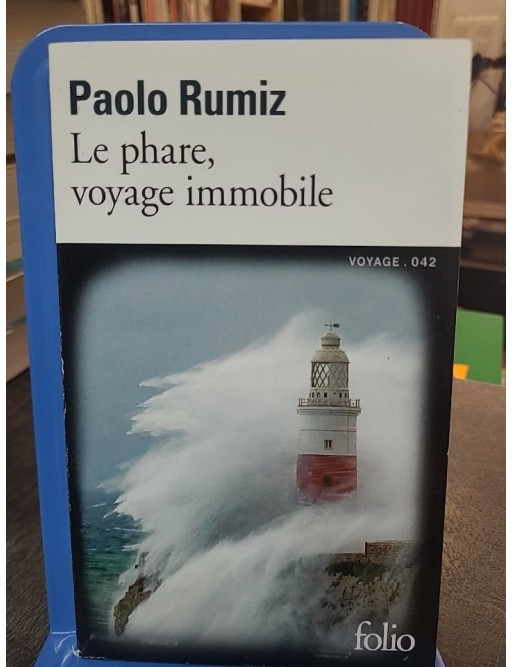 Paolo Rumiz
Le phare,
voyage immobile
VOYAGE . 042
folio